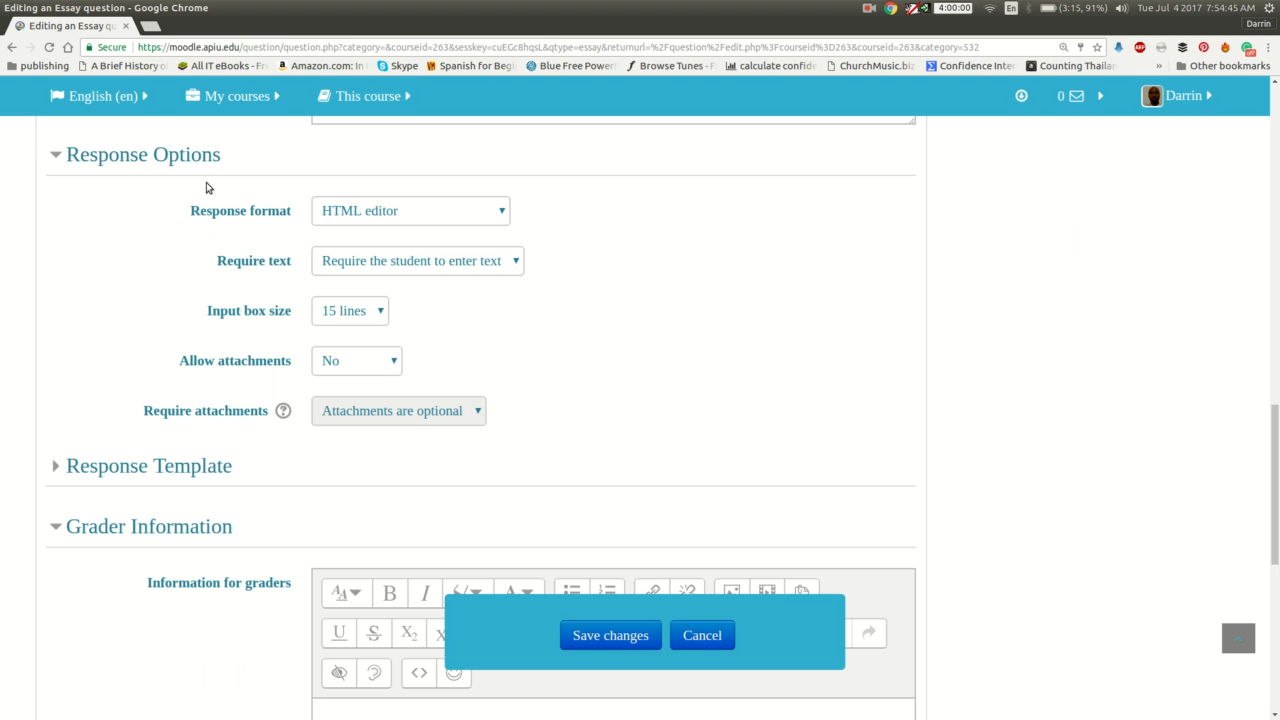 Editing an Essay question - Google Chrome
4:00:00
En
(3:15, 91%)
Tue Jul 4 2017 7:54:45 AM
Editing an Essay qu
Darrin
Secure
https://moodle.apiu.edu/question/question.php?category=&courseid=263&sesskey=cuEGc8hqsL&qtype=essay&returnurl=%2Fquestion%2Fedit.php%3Fcourseid%3D263&courseid=263&category=532
publishing
A Brief History o
All IT eBooks - Fre
Amazon.com: In
Skype
Spanish for Begi
Blue Free Power
Browse Tunes - F
calculate confide
ChurchMusic.biz
Confidence Inte
Counting Thailan
»
Other bookmarks
English (en)
My courses
This course
0
Darrin
Response Options
Response format
HTML editor
Require text
Require the student to enter text
Input box size
15 lines
Allow attachments
No
Require attachments
Attachments are optional
Response Template
Grader Information
Information for graders
B
I
U
S
X2
Save changes
Cancel